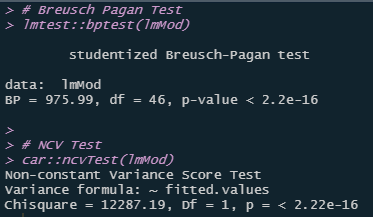 > # Breusch Pagan Test
> lmtest::bptest(lmMod)
studentized Breusch-Pagan test
data: lmMod
BP = 975.99, df = 46, p-value < 2.2e-16
>
> # NCV Test
> car::ncvTest(lmMod)
Non-constant Variance Score Test
Variance formula: ~ fitted.values
Chisquare = 12287.19, Df = 1, p = < 2.22e-16